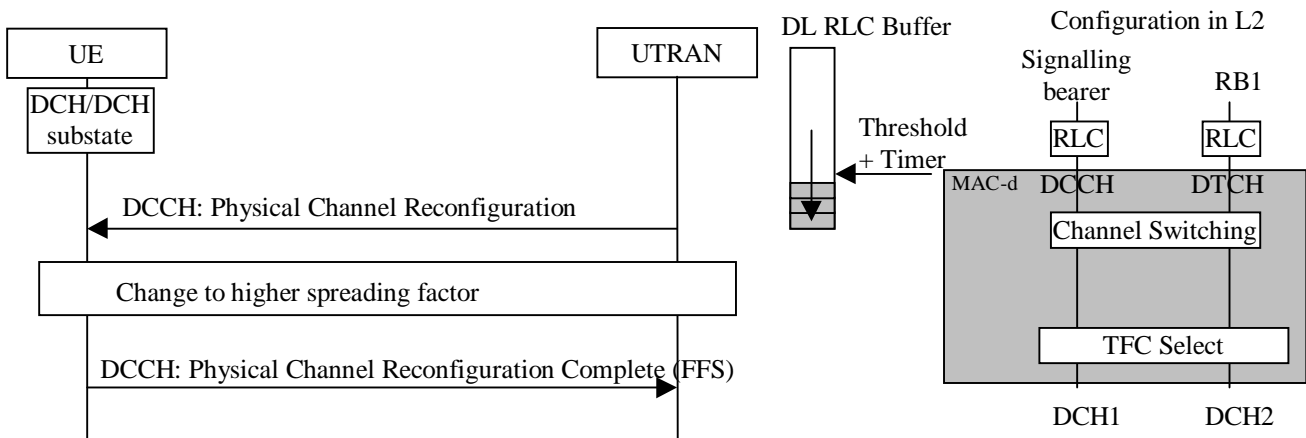 UE
UTRAN
DCH/DCH
substate
DCCH: Physical Channel Reconfiguration
Change to higher spreading factor
DCCH: Physical Channel Reconfiguration Complete (FFS)
DL RLC Buffer
Threshold
+ Timer
Configuration in L2
Signalling
bearer
RB1
RLC
RLC
MAC-d
DCCH
DTCH
Channel Switching
TFC Select
DCH1
DCH2